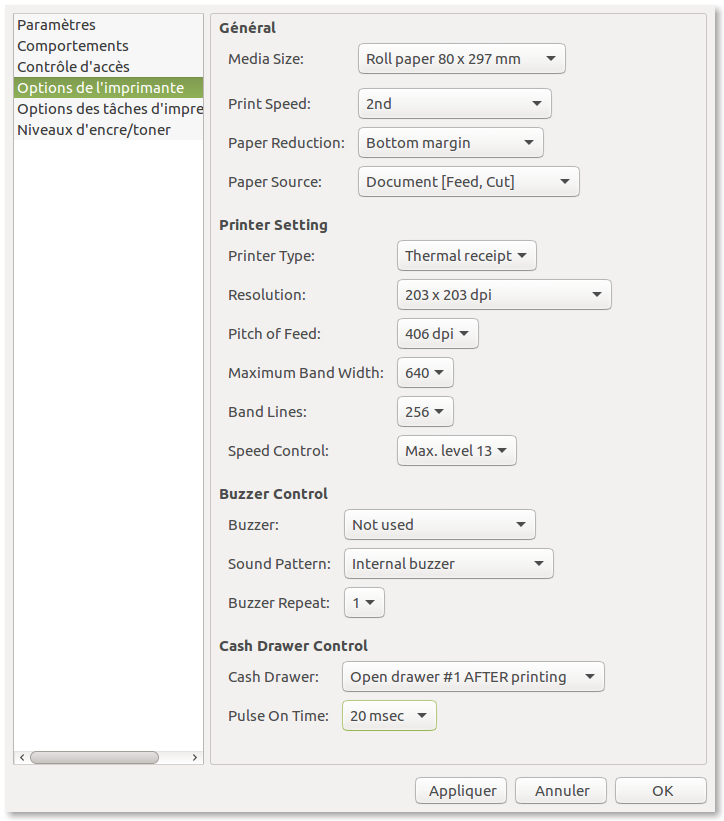 Paramètres
Comportements
Contrôle d'accès
Options de l'imprimante
Options des tâches d'impre
Niveaux d'encre/toner
Général
Media Size: Roll paper 80 x 297 mm
Print Speed: 2nd
Paper Reduction: Bottom margin
Paper Source: Document [Feed, Cut]
Printer Setting
Printer Type: Thermal receipt
Resolution: 203 x 203 dpi
Pitch of Feed: 406 dpi
Maximum Band Width: 640
Band Lines: 256
Speed Control: Max. level 13
Buzzer Control
Buzzer: Not used
Sound Pattern: Internal buzzer
Buzzer Repeat: 1
Cash Drawer Control
Cash Drawer: Open drawer #1 AFTER printing
Pulse On Time: 20 msec
Appliquer Annuler OK